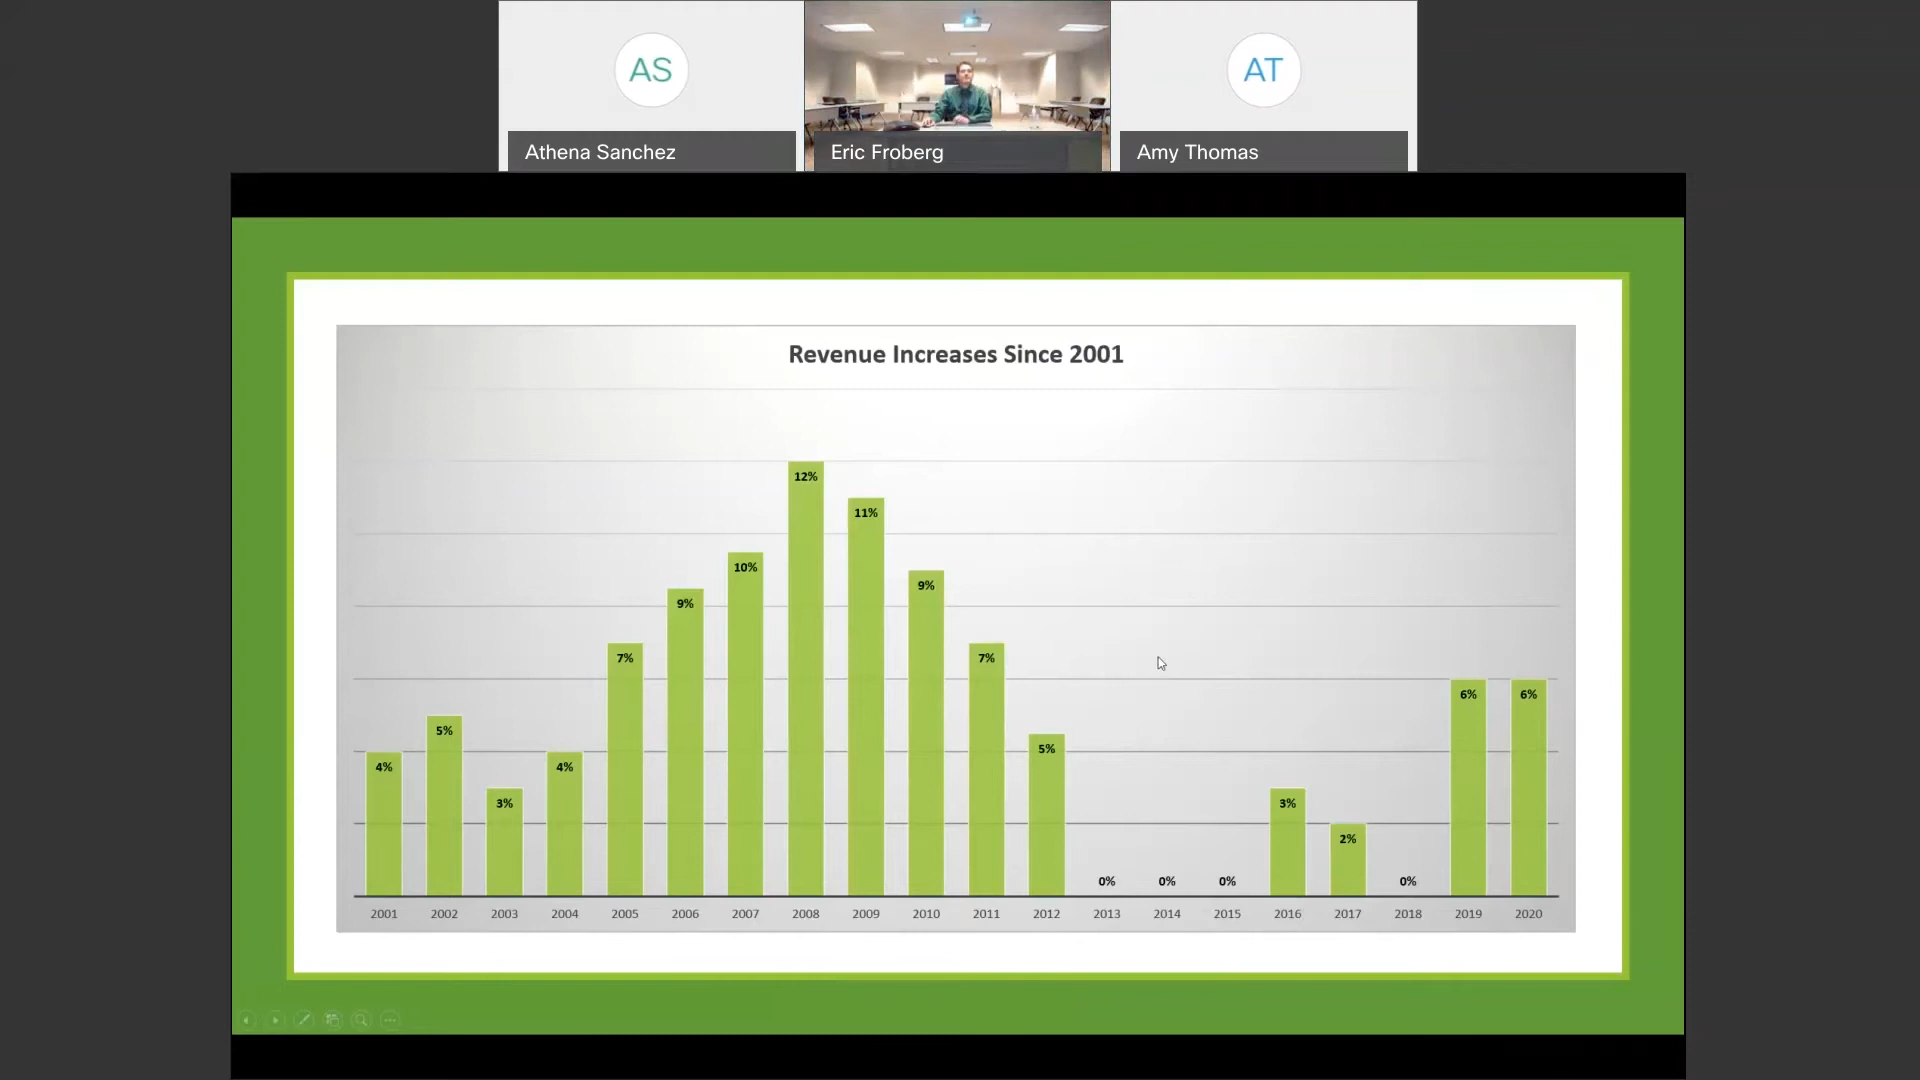 AS
AT
Athena Sanchez
Eric Froberg
Amy Thomas
Revenue Increases Since 2001
12%
11%
10%
9%
9%
7%
7%
6%
6%
5%
5%
4%
4%
3%
3%
2%
0%
0%
0%
0%
2001 2002 2003 2004 2005 2006 2007 2008 2009 2010 2011 2012 2013 2014 2015 2016 2017 2018 2019 2020